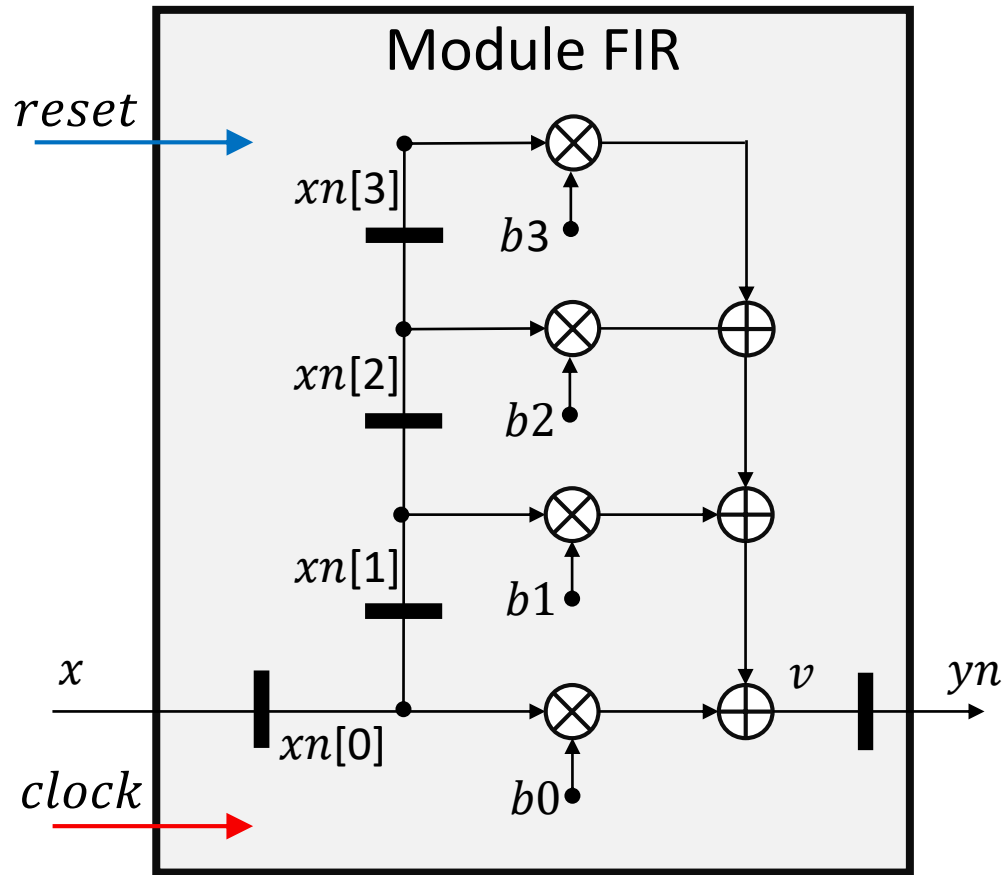 Module FIR
reset
xn[3]
b3
xn[2]
b2
xn[1]
b1
x
v
yn
xn[0]
clock
b0